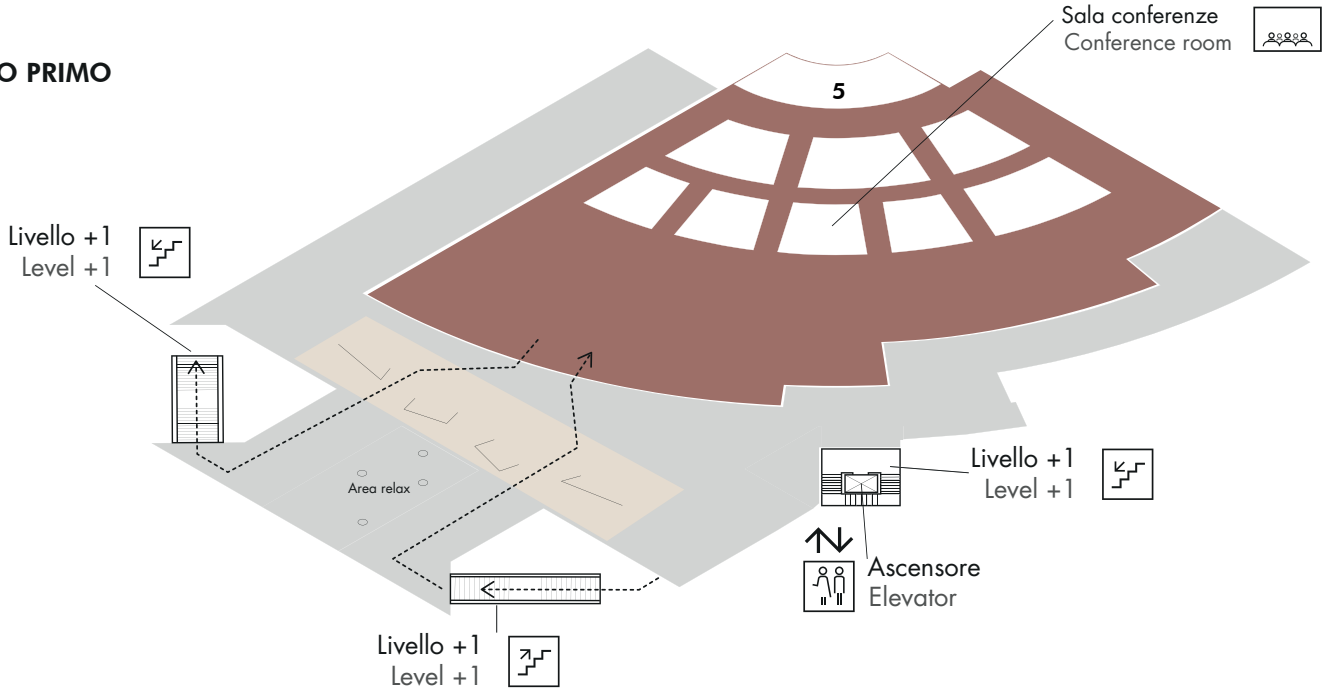 Sala conferenze
Conference room
O PRIMO
5
Livello +1
Level +1
Area relax
Livello +1
Level +1
Ascensore
Elevator
Livello +1
Level +1